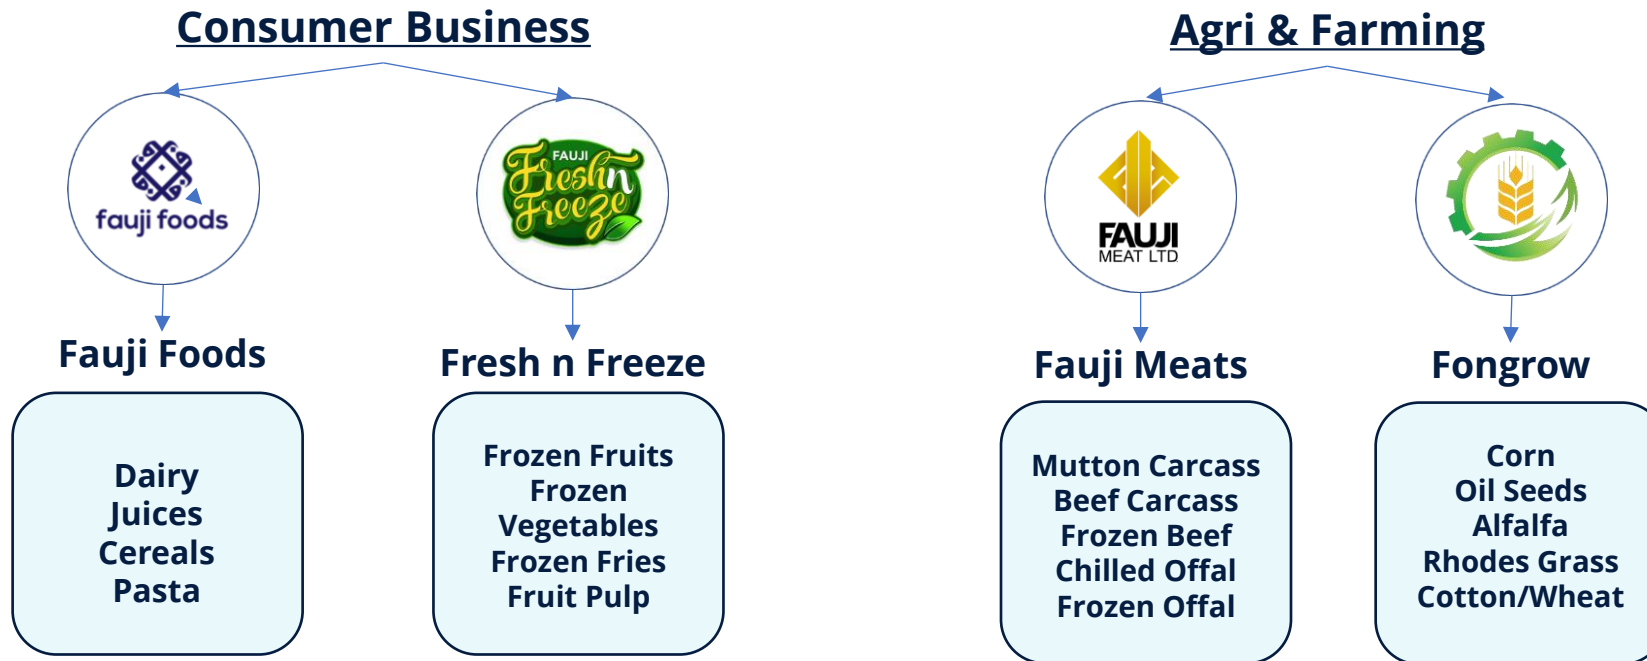 Consumer Business
Agri & Farming
fauji foods
FAUJI
Fresh n
Freeze
FAUJI
MEAT LTD
Fauji Foods
Fresh n Freeze
Fauji Meats
Fongrow
Dairy
Juices
Cereals
Pasta
Frozen Fruits
Frozen
Vegetables
Frozen Fries
Fruit Pulp
Mutton Carcass
Beef Carcass
Frozen Beef
Chilled Offal
Frozen Offal
Corn
Oil Seeds
Alfalfa
Rhodes Grass
Cotton/Wheat